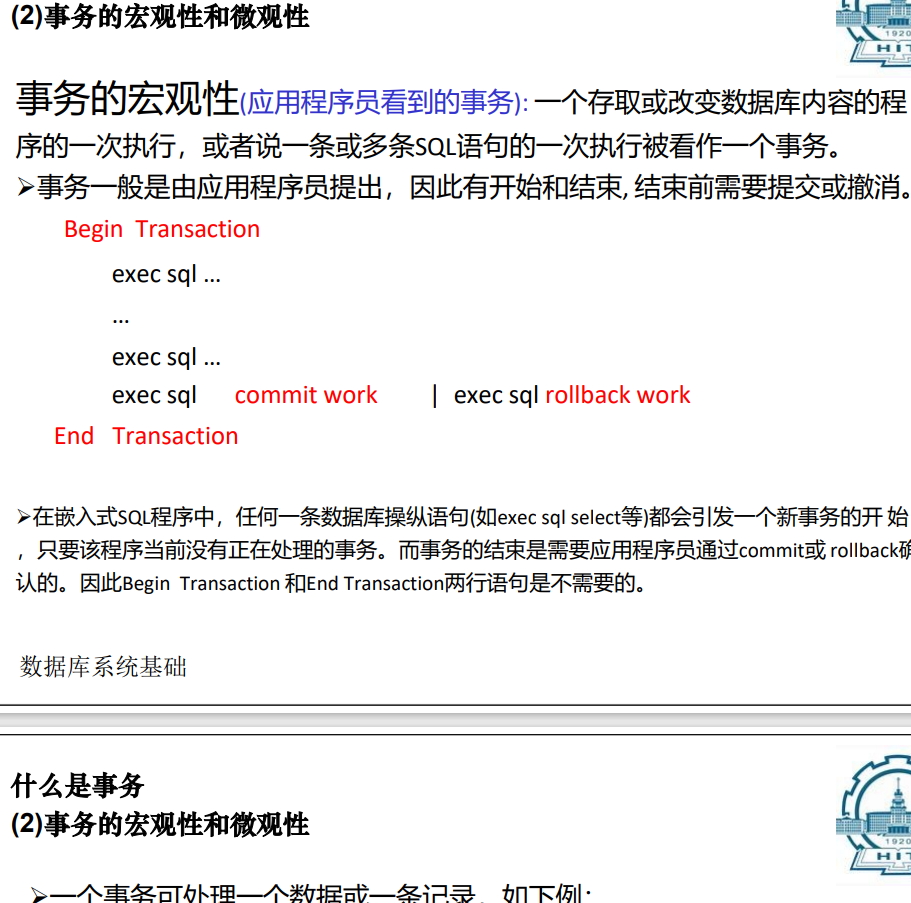 (2)事务的宏观性和微观性
1920
HIT
事务的宏观性(应用程序员看到的事务): 一个存取或改变数据库内容的程
序的一次执行，或者说一条或多条SQL语句的一次执行被看作一个事务。
➢事务一般是由应用程序员提出，因此有开始和结束, 结束前需要提交或撤消。
Begin Transaction
exec sql …
…
exec sql …
exec sql commit work | exec sql rollback work
End Transaction
➢在嵌入式SQL程序中，任何一条数据库操纵语句(如exec sql select等)都会引发一个新事务的开 始
，只要该程序当前没有正在处理的事务。而事务的结束是需要应用程序员通过commit或 rollback确
认的。因此Begin Transaction 和End Transaction两行语句是不需要的。
数据库系统基础
什么是事务
(2)事务的宏观性和微观性
1920
HIT
➢一个事务可处理一个数据或一条记录，如下例：